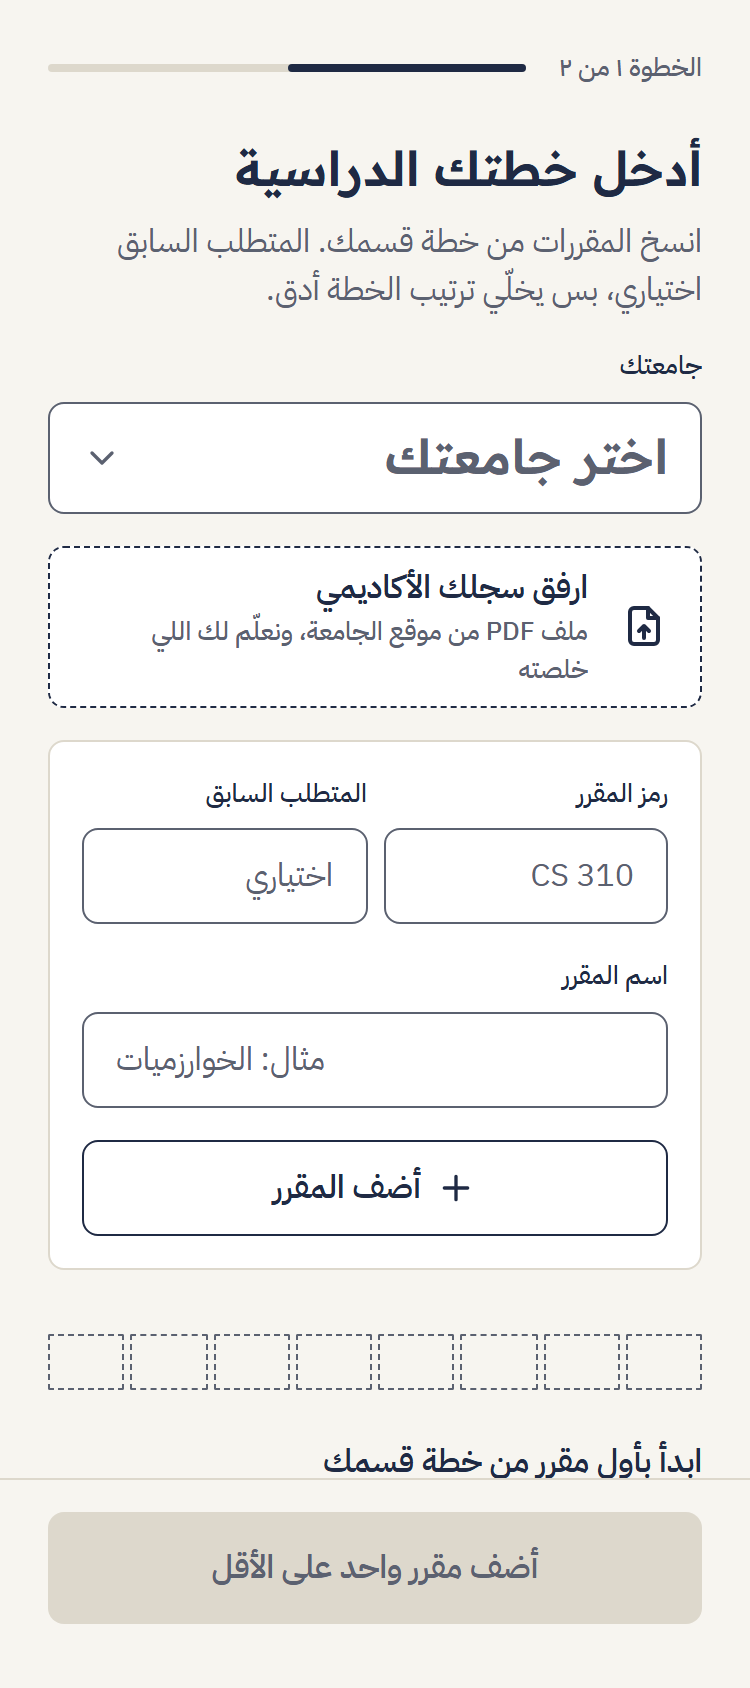 الخطوة ١ من ٢
أدخل خطتك الدراسية
انسخ المقررات من خطة قسمك. المتطلب السابق
اختياري، بس يخلّي ترتيب الخطة أدق.
جامعتك
اختر جامعتك
ارفق سجلك الأكاديمي
ملف PDF من موقع الجامعة، ونعلّم لك اللي
خلصته
رمز المقرر
المتطلب السابق
CS 310
اختياري
اسم المقرر
مثال: الخوارزميات
أضف المقرر
ابدأ بأول مقرر من خطة قسمك
أضف مقرر واحد على الأقل